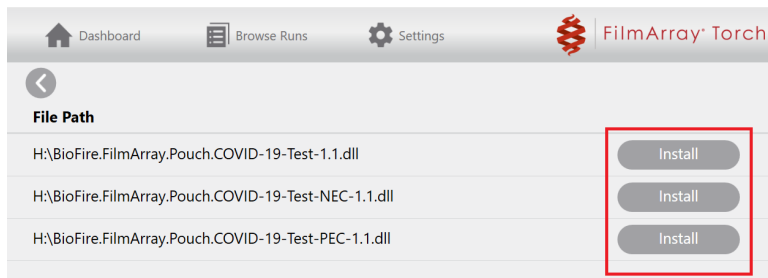 Dashboard Browse Runs Settings FilmArray® Torch
File Path
H:\BioFire.FilmArray.Pouch.COVID-19-Test-1.1.dll Install
H:\BioFire.FilmArray.Pouch.COVID-19-Test-NEC-1.1.dll Install
H:\BioFire.FilmArray.Pouch.COVID-19-Test-PEC-1.1.dll Install